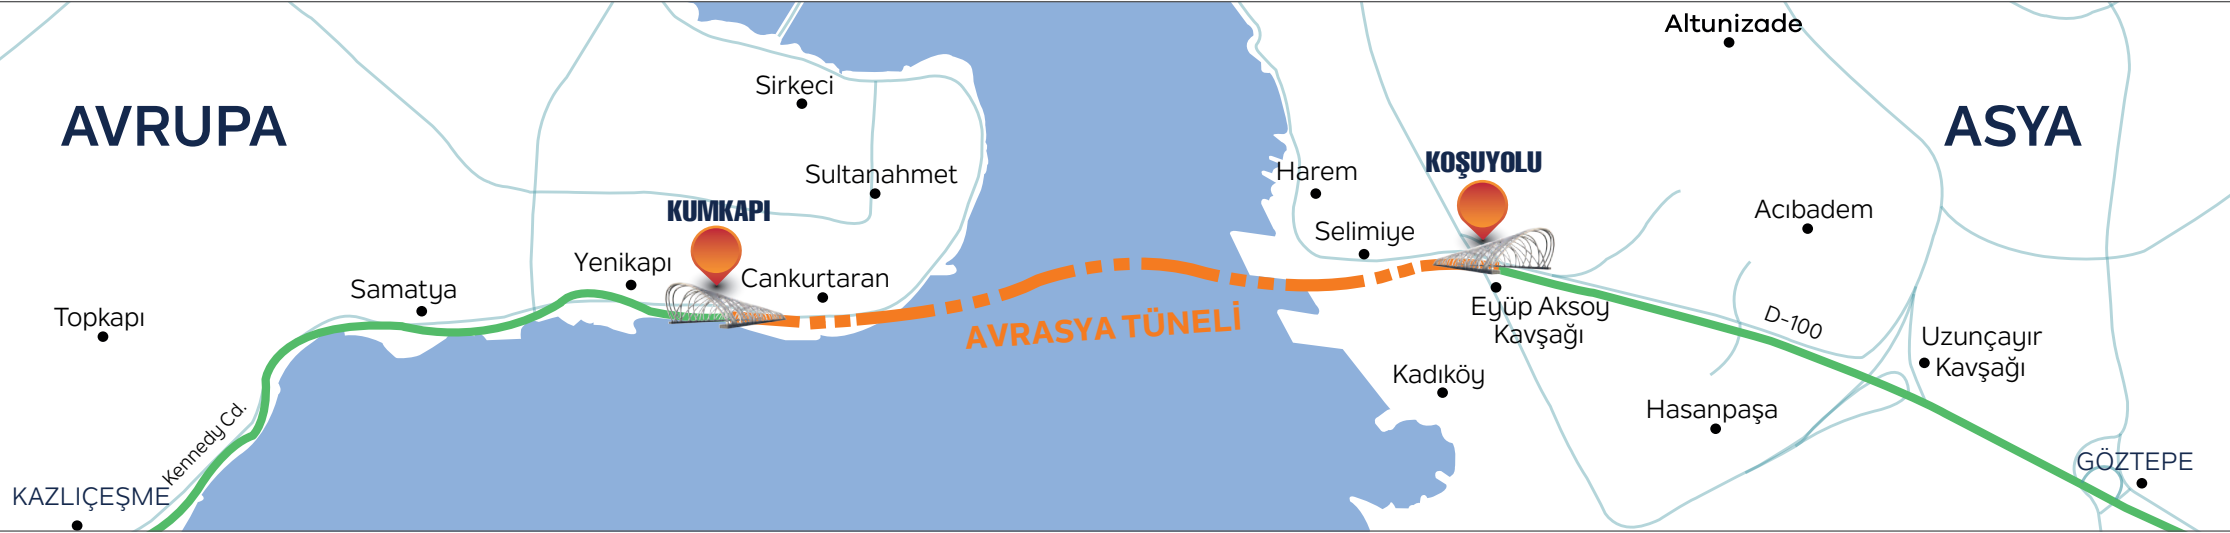 Altunizade
Sirkeci
AVRUPA
ASYA
KOŞUYOLU
Sultanahmet
Harem
KUMKAPI
Acıbadem
Selimiye
Yenikapı
Cankurtaran
Samatya
Topkapı
Eyüp Aksoy
Kavşağı
AVRASYA TÜNELİ
D-100
Uzunçayır
Kavşağı
Kadıköy
Hasanpaşa
Kennedy Cd.
GÖZTEPE
KAZLIÇEŞME